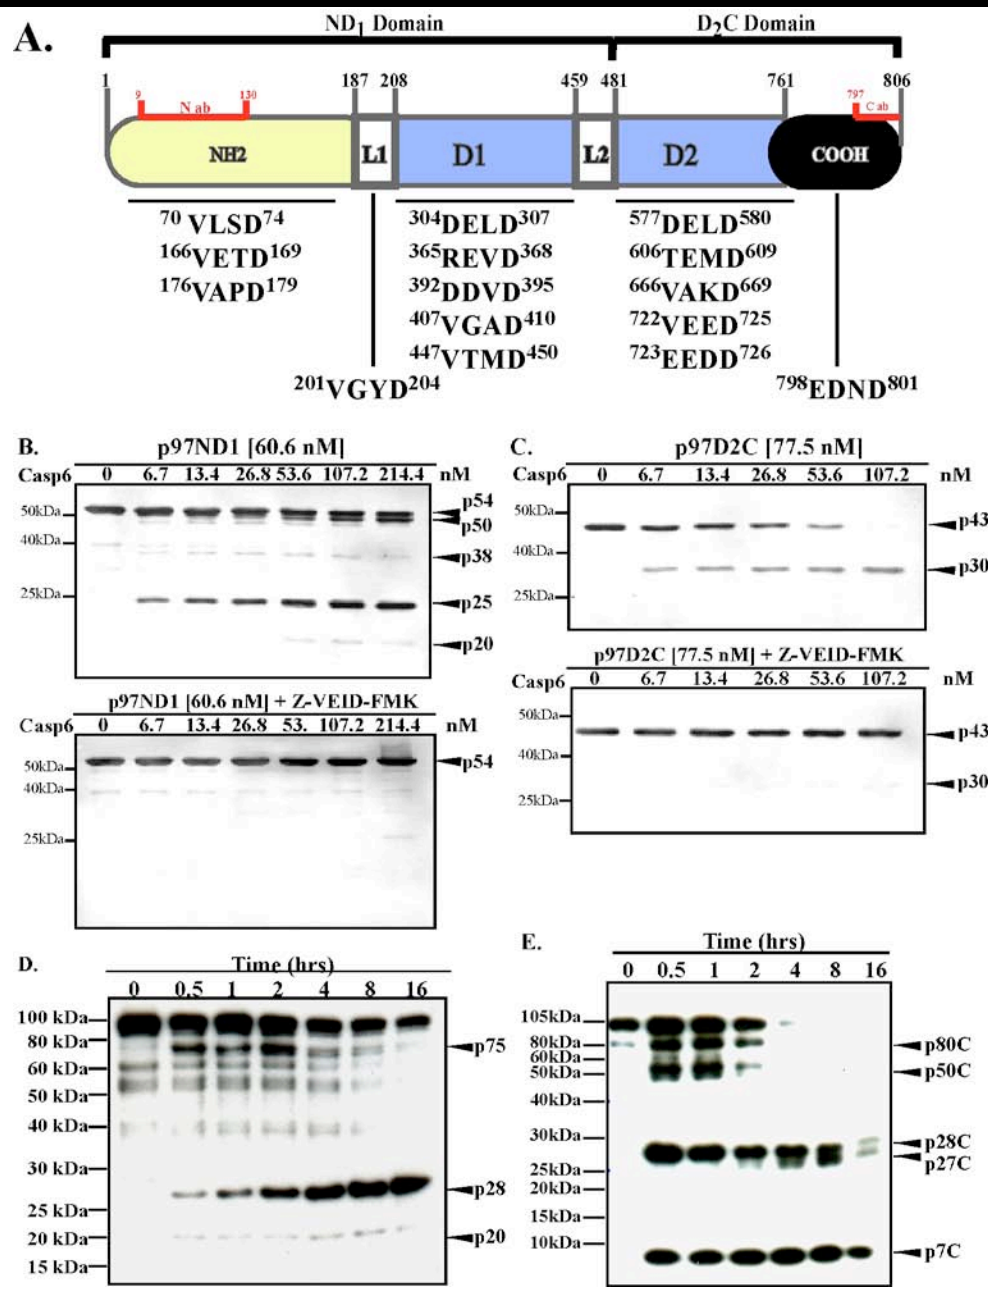 A.
ND1 Domain
D2C Domain
1 187 208 459 481 761 806
9 N ab 130
797 C ab
NH2 L1 D1 L2 D2 COOH
70 VLSD74 304DELD307 577DELD580
166VETD169 365REVD368 606TEMD609
176VAPD179 392DDVD395 666VAKD669
407VGAD410 722VEED725
447VTMD450 723EEDD726
201VGYD204 798EDND801
B.
p97ND1 [60.6 nM]
Casp6 0 6.7 13.4 26.8 53.6 107.2 214.4 nM
50kDa
40kDa
25kDa
p54
p50
p38
p25
p20
p97ND1 [60.6 nM] + Z-VEID-FMK
Casp6 0 6.7 13.4 26.8 53. 107.2 214.4 nM
50kDa
40kDa
25kDa
p54
C.
p97D2C [77.5 nM]
Casp6 0 6.7 13.4 26.8 53.6 107.2 nM
50kDa
40kDa
25kDa
p43
p30
p97D2C [77.5 nM] + Z-VEID-FMK
Casp6 0 6.7 13.4 26.8 53.6 107.2 nM
50kDa
40kDa
25kDa
p43
p30
D.
Time (hrs)
0 0.5 1 2 4 8 16
100 kDa
80 kDa
60 kDa
50 kDa
40 kDa
30 kDa
25 kDa
20 kDa
15 kDa
p75
p28
p20
E.
Time (hrs)
0 0.5 1 2 4 8 16
105kDa
80kDa
60kDa
50kDa
40kDa
30kDa
25kDa
20kDa
15kDa
10kDa
p80C
p50C
p28C
p27C
p7C